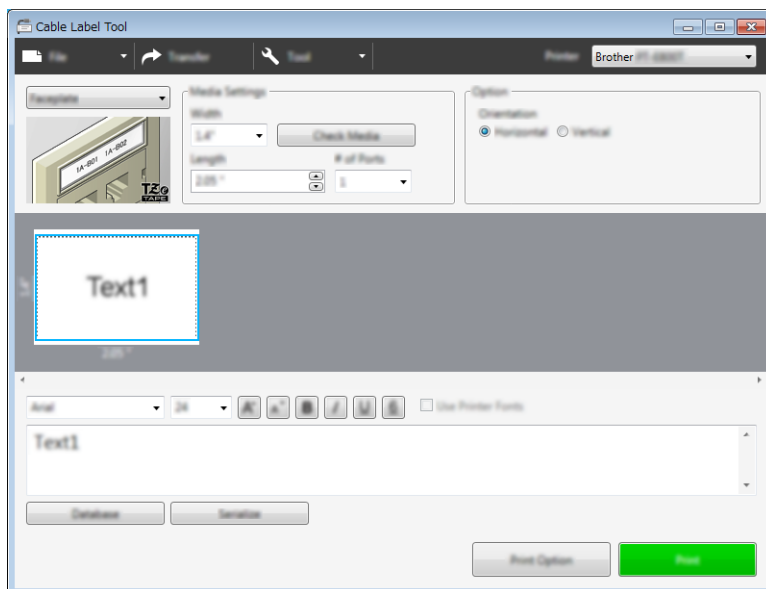 Cable Label Tool
File Transfer Tool Printer Brother
Faceplate
1A-B01 1A-B02
TZe
TAPE
Media Settings
Width
1.4"
Check Media
Length
# of Ports
2.05 "
1
Option
Orientation
Horizontal Vertical
Text1
2.05 "
Arial 24 A A B I U Use Printer Fonts
Text1
Database Serialize
Print Option Print